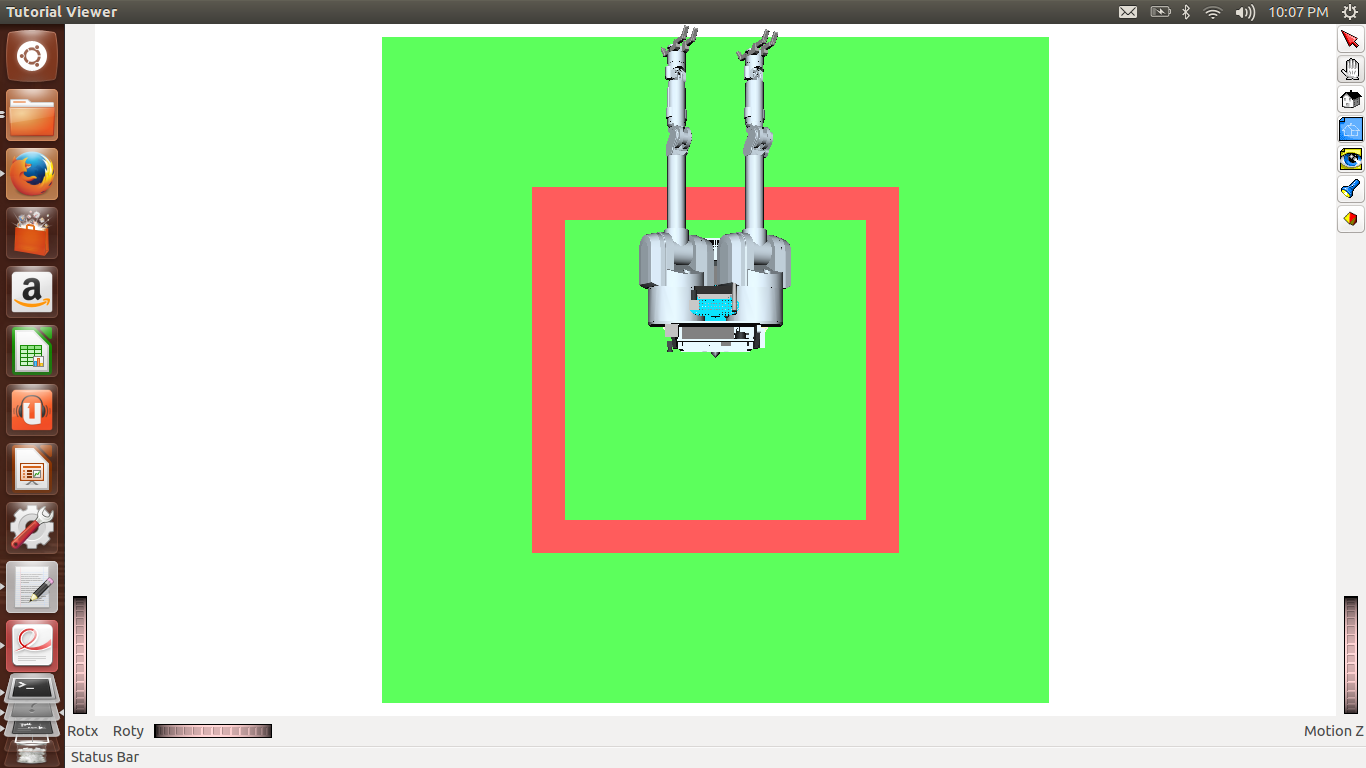 Tutorial Viewer
10:07 PM
a
U
>_
Rotx Roty
Motion Z
Status Bar